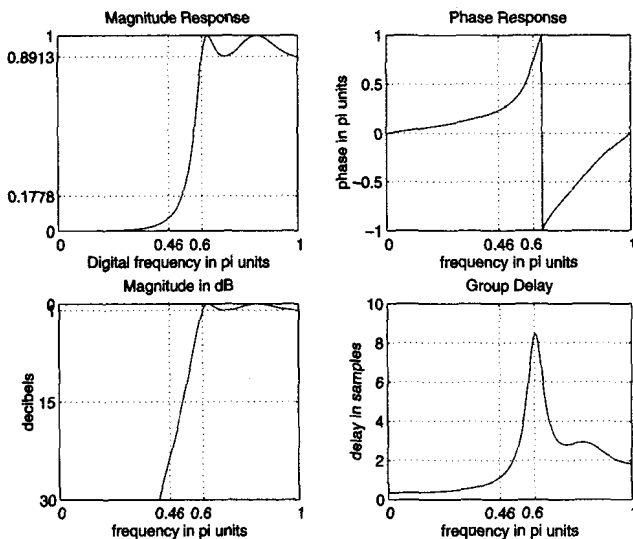 Magnitude Response
1
0.8913
0.1778
0
0 0.46 0.6 1
Digital frequency in pi units
Phase Response
1
0.5
0
-0.5
-1
phase in pi units
0 0.46 0.6 1
frequency in pi units
Magnitude in dB
0
1
15
30
decibels
0 0.46 0.6 1
frequency in pi units
Group Delay
10
8
6
4
2
0
delay in samples
0 0.46 0.6 1
frequency in pi units